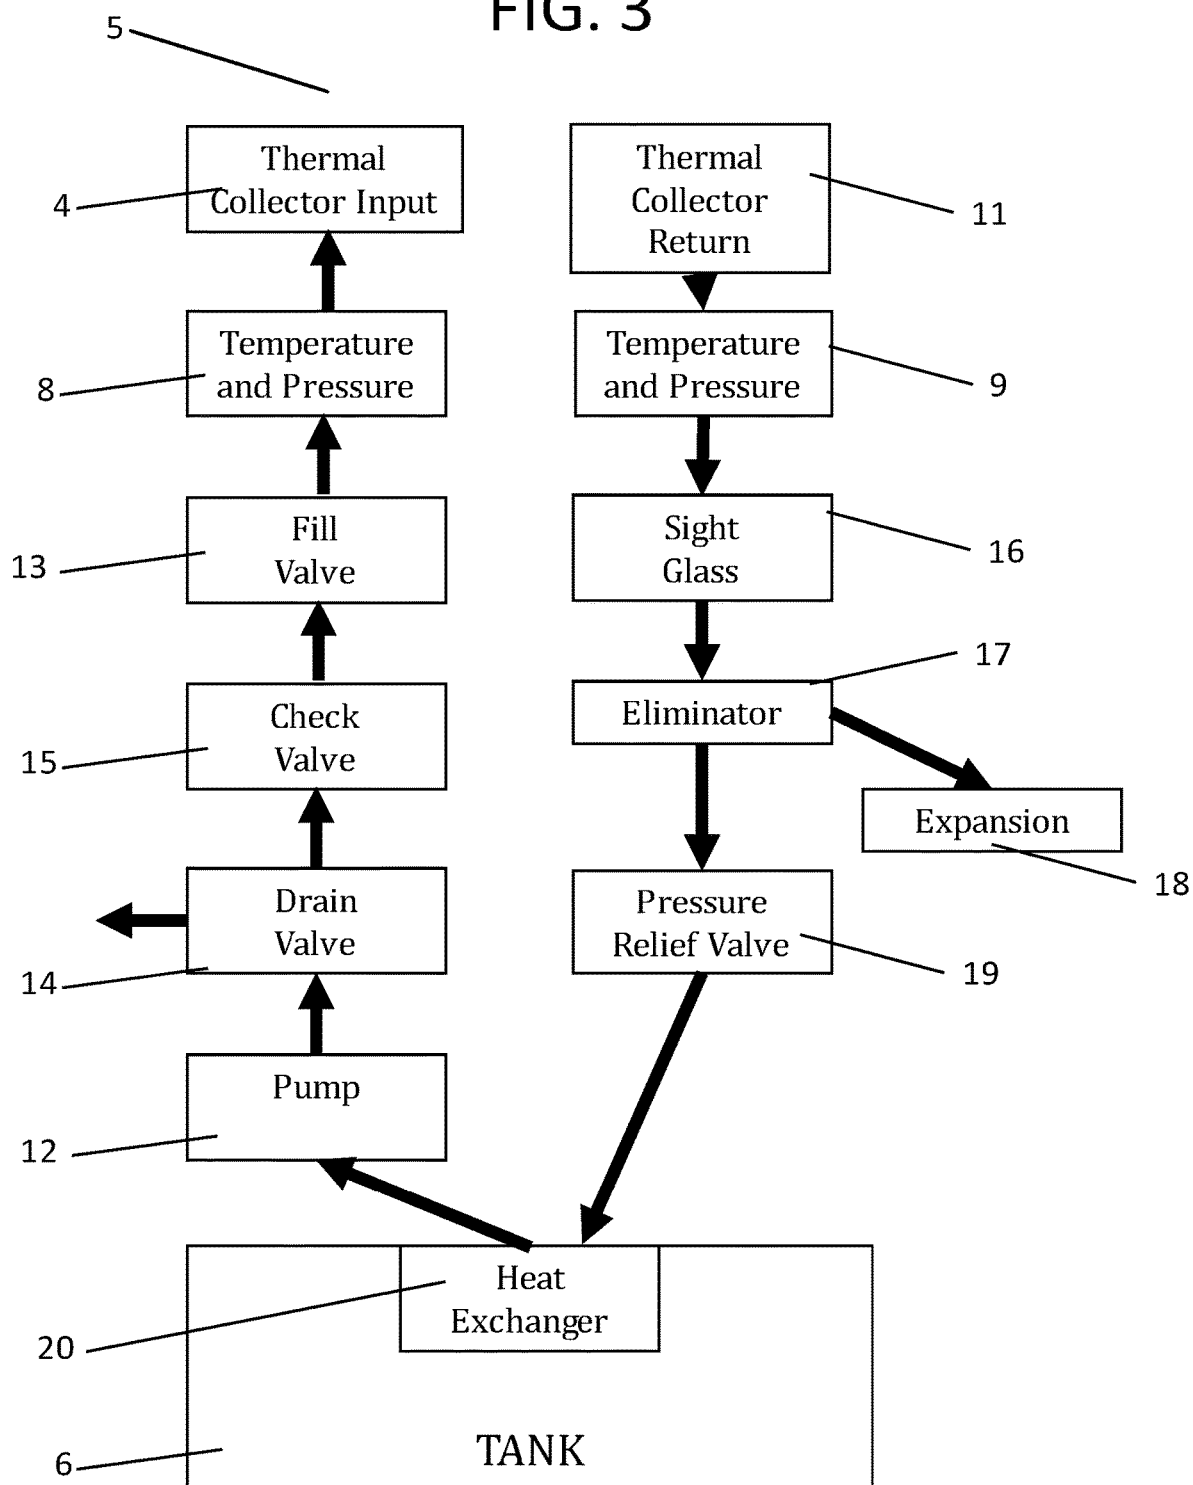 FIG. 3
5
Thermal
Collector Input
4
Thermal
Collector
Return
11
Temperature
and Pressure
8
Temperature
and Pressure
9
Fill
Valve
13
Sight
Glass
16
Check
Valve
15
Eliminator
17
Expansion
18
Drain
Valve
14
Pressure
Relief Valve
19
Pump
12
Heat
Exchanger
20
TANK
6